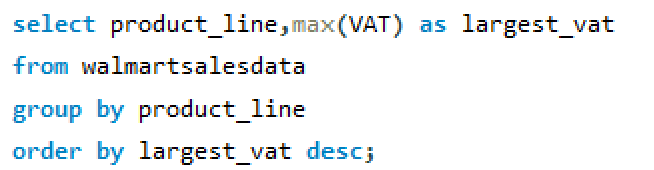 select product_line,max(VAT) as largest_vat
from walmartsalesdata
group by product_line
order by largest_vat desc;